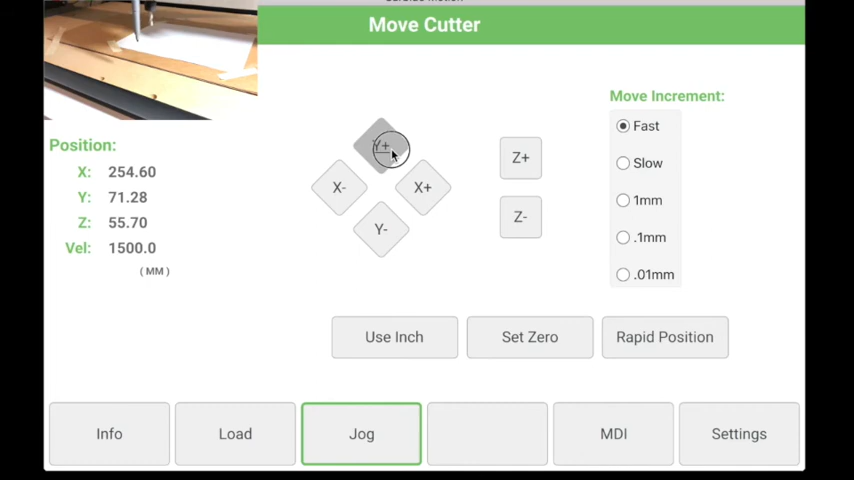 Move Cutter
Position:
X: 254.60
Y: 71.28
Z: 55.70
Vel: 1500.0
( MM )
Y+
X-
X+
Y-
Z+
Z-
Move Increment:
Fast
Slow
1mm
.1mm
.01mm
Use Inch
Set Zero
Rapid Position
Info
Load
Jog
MDI
Settings